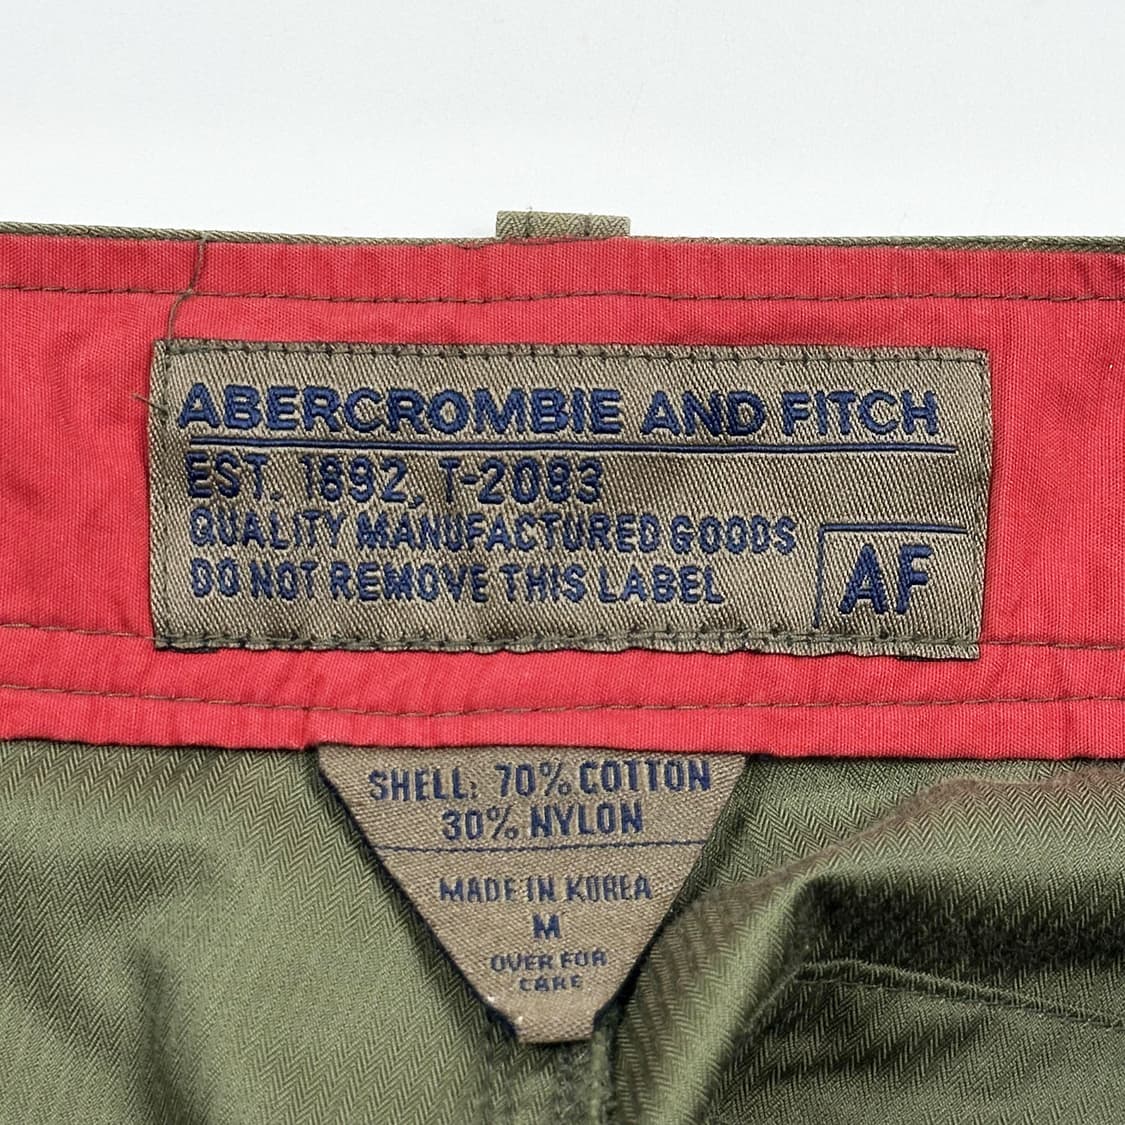 ABERCROMBIE AND FITCH
EST. 1892, T-2083
QUALITY MANUFACTURED GOODS
DO NOT REMOVE THIS LABEL
AF
SHELL: 70% COTTON
30% NYLON
MADE IN KOREA
M
OVER FOR
CARE